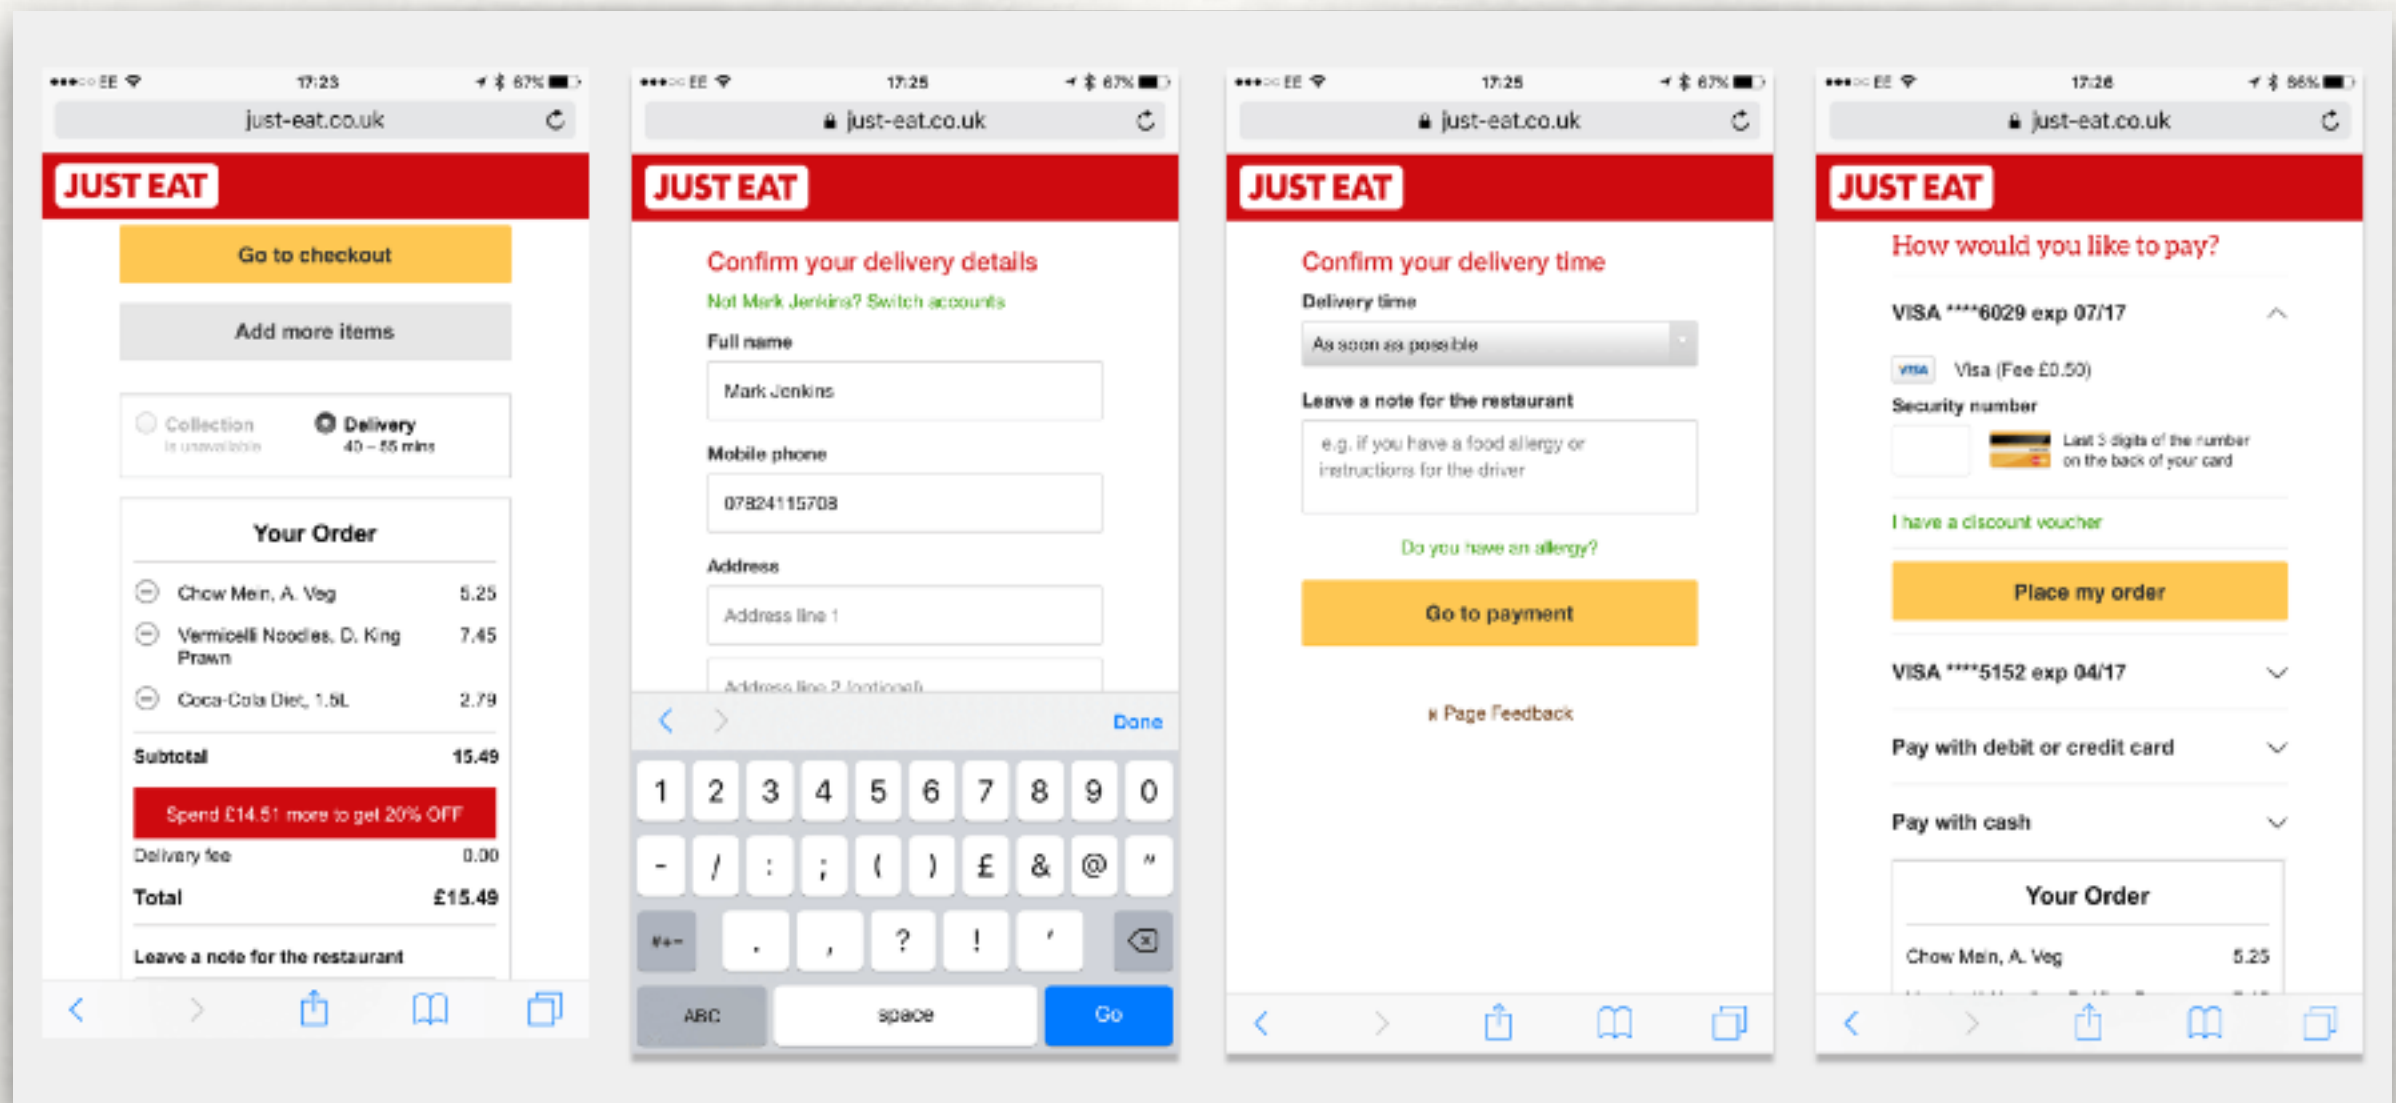 EE 17:23 67%
just-eat.co.uk
JUST EAT
Go to checkout
Add more items
Collection
is unavailable
Delivery
40 – 55 mins
Your Order
Chow Mein, A. Veg 5.25
Vermicelli Noodles, D. King 7.45
Prawn
Coca-Cola Diet, 1.5L 2.79
Subtotal 15.49
Spend £14.51 more to get 20% OFF
Delivery fee 0.00
Total £15.49
Leave a note for the restaurant
EE 17:25 67%
just-eat.co.uk
JUST EAT
Confirm your delivery details
Not Mark Jenkins? Switch accounts
Full name
Mark Jenkins
Mobile phone
07824115708
Address
Address line 1
Address line 2 (optional)
Done
1 2 3 4 5 6 7 8 9 0
- / : ; ( ) £ & @ "
#+= . , ? ! '
ABC space Go
EE 17:25 67%
just-eat.co.uk
JUST EAT
Confirm your delivery time
Delivery time
As soon as possible
Leave a note for the restaurant
e.g. if you have a food allergy or
instructions for the driver
Do you have an allergy?
Go to payment
Page Feedback
EE 17:26 66%
just-eat.co.uk
JUST EAT
How would you like to pay?
VISA ****6029 exp 07/17
VISA Visa (Fee £0.50)
Security number
Last 3 digits of the number
on the back of your card
I have a discount voucher
Place my order
VISA ****5152 exp 04/17
Pay with debit or credit card
Pay with cash
Your Order
Chow Mein, A. Veg 5.25